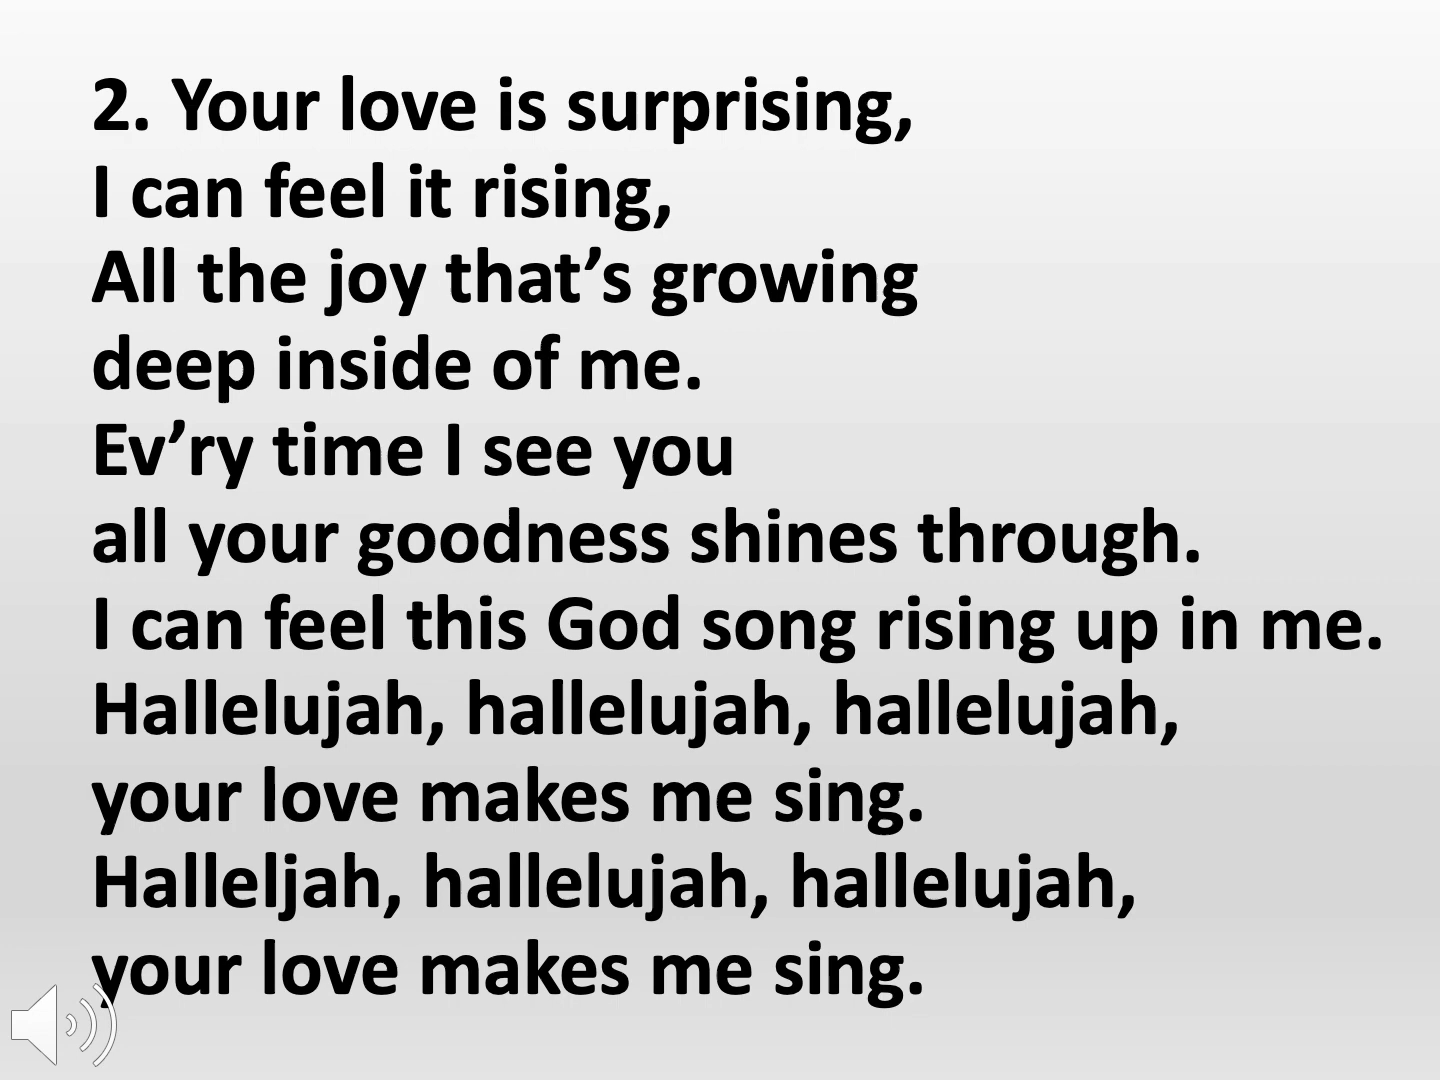 2. Your love is surprising,
I can feel it rising,
All the joy that’s growing
deep inside of me.
Ev’ry time I see you
all your goodness shines through.
I can feel this God song rising up in me.
Hallelujah, hallelujah, hallelujah,
your love makes me sing.
Halleljah, hallelujah, hallelujah,
your love makes me sing.